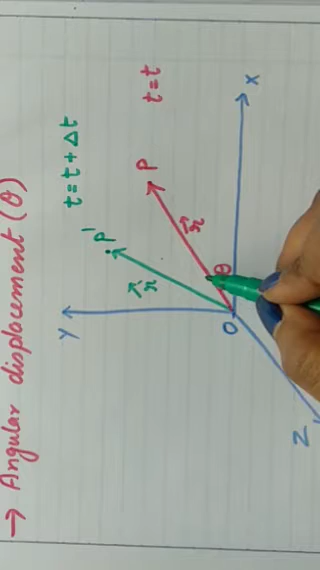 → Angular displacement (θ)
Y
t = t + Δt
P'
P
t = t
r⃗
r⃗
θ
O
X
Z